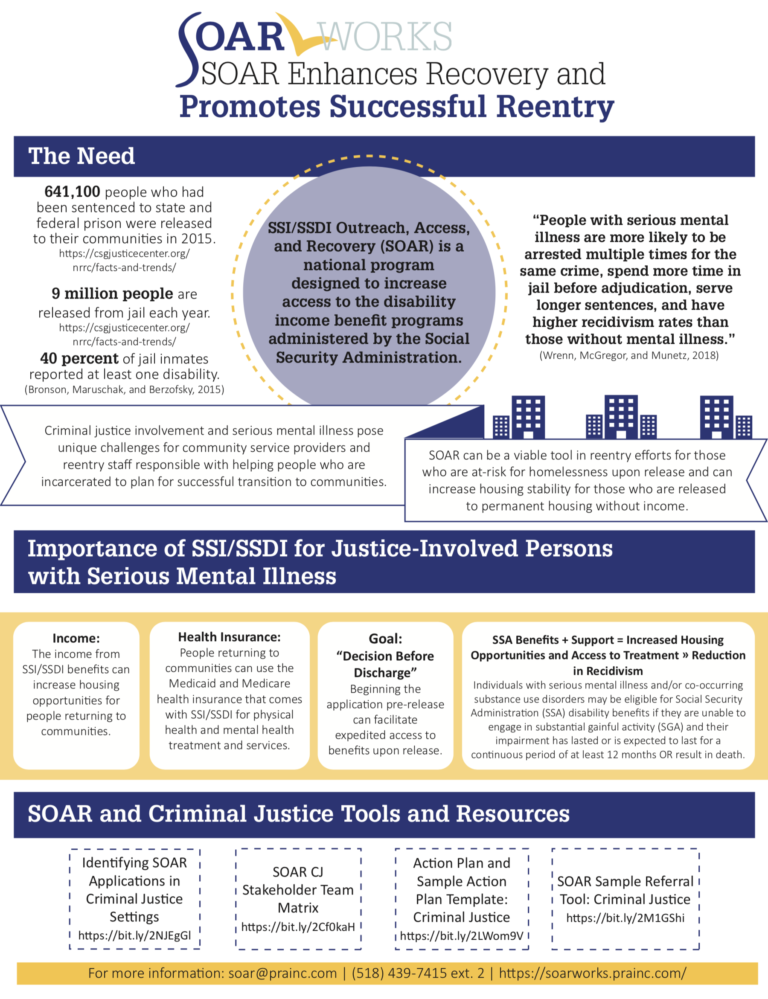 SOAR WORKS
SOAR Enhances Recovery and
Promotes Successful Reentry
The Need
641,100 people who had
been sentenced to state and
federal prison were released
to their communities in 2015.
https://csgjusticecenter.org/
nrrc/facts-and-trends/
9 million people are
released from jail each year.
https://csgjusticecenter.org/
nrrc/facts-and-trends/
40 percent of jail inmates
reported at least one disability.
(Bronson, Maruschak, and Berzofsky, 2015)
SSI/SSDI Outreach, Access,
and Recovery (SOAR) is a
national program
designed to increase
access to the disability
income benefit programs
administered by the Social
Security Administration.
“People with serious mental
illness are more likely to be
arrested multiple times for the
same crime, spend more time in
jail before adjudication, serve
longer sentences, and have
higher recidivism rates than
those without mental illness.”
(Wrenn, McGregor, and Munetz, 2018)
Criminal justice involvement and serious mental illness pose
unique challenges for community service providers and
reentry staff responsible with helping people who are
incarcerated to plan for successful transition to communities.
SOAR can be a viable tool in reentry efforts for those
who are at-risk for homelessness upon release and can
increase housing stability for those who are released
to permanent housing without income.
Importance of SSI/SSDI for Justice-Involved Persons
with Serious Mental Illness
Income:
The income from
SSI/SSDI benefits can
increase housing
opportunities for
people returning to
communities.
Health Insurance:
People returning to
communities can use the
Medicaid and Medicare
health insurance that comes
with SSI/SSDI for physical
health and mental health
treatment and services.
Goal:
“Decision Before
Discharge”
Beginning the
application pre-release
can facilitate
expedited access to
benefits upon release.
SSA Benefits + Support = Increased Housing
Opportunities and Access to Treatment » Reduction
in Recidivism
Individuals with serious mental illness and/or co-occurring
substance use disorders may be eligible for Social Security
Administration (SSA) disability benefits if they are unable to
engage in substantial gainful activity (SGA) and their
impairment has lasted or is expected to last for a
continuous period of at least 12 months OR result in death.
SOAR and Criminal Justice Tools and Resources
Identifying SOAR
Applications in
Criminal Justice
Settings
https://bit.ly/2NJEgGl
SOAR CJ
Stakeholder Team
Matrix
https://bit.ly/2Cf0kaH
Action Plan and
Sample Action
Plan Template:
Criminal Justice
https://bit.ly/2LWom9V
SOAR Sample Referral
Tool: Criminal Justice
https://bit.ly/2M1GShi
For more information: soar@prainc.com | (518) 439-7415 ext. 2 | https://soarworks.prainc.com/